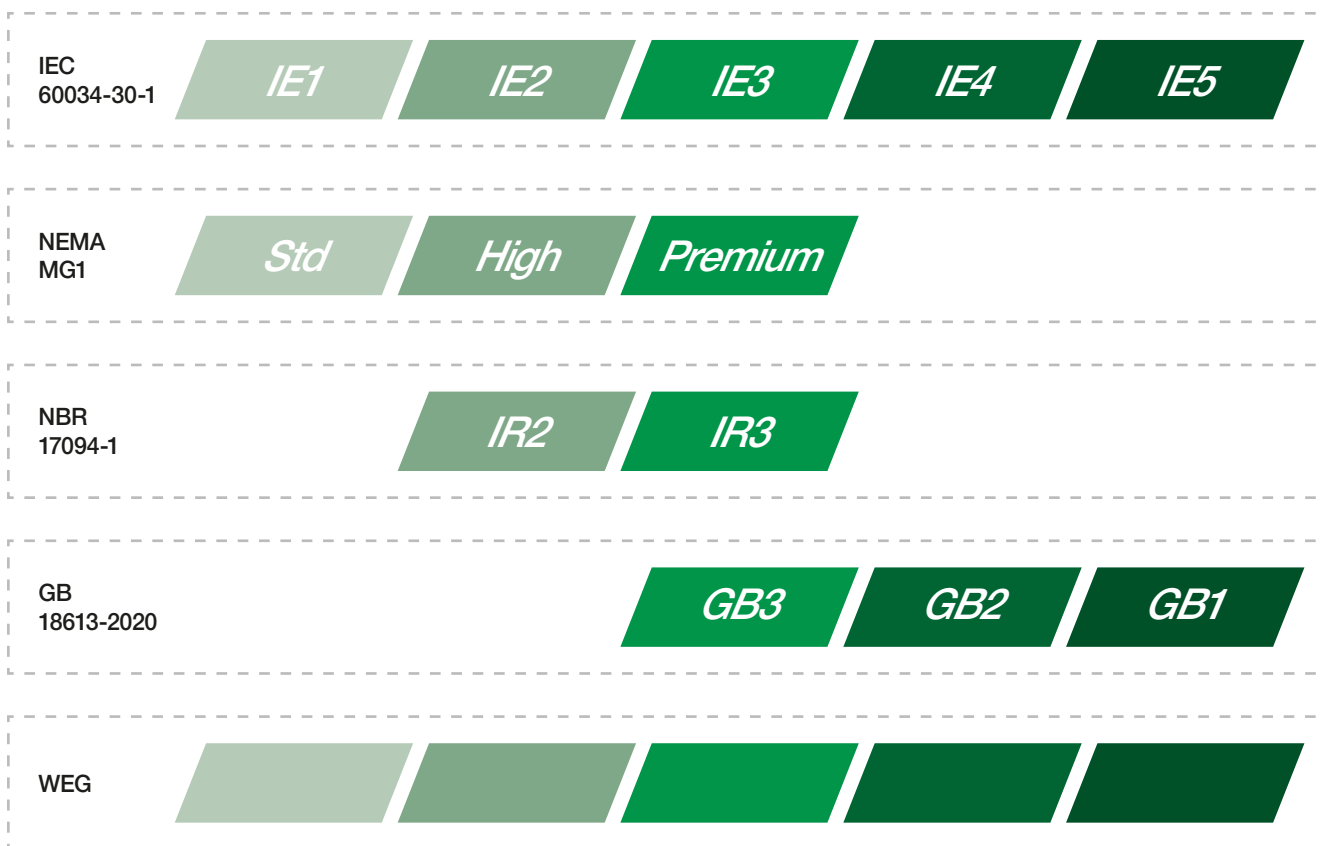 IEC
60034-30-1
IE1
IE2
IE3
IE4
IE5
NEMA
MG1
Std
High
Premium
NBR
17094-1
IR2
IR3
GB
18613-2020
GB3
GB2
GB1
WEG